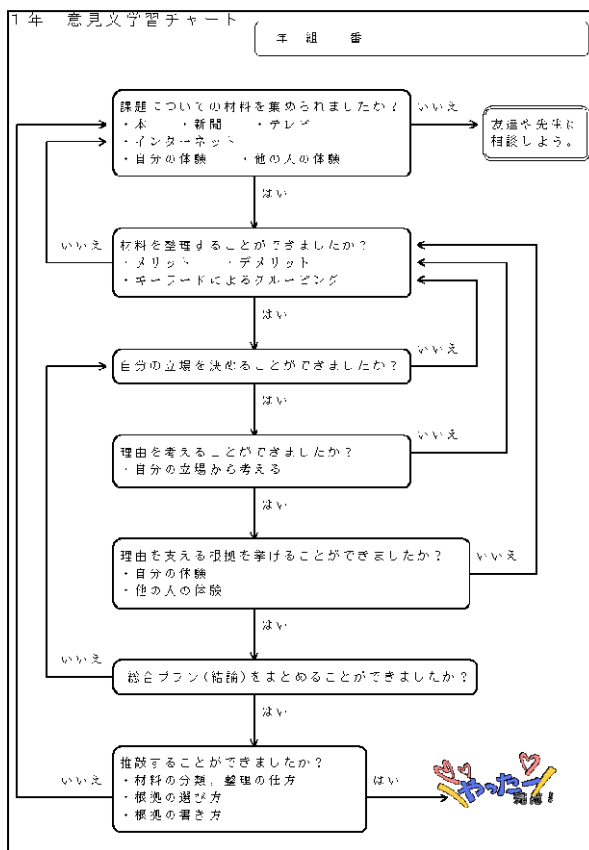 1年 意見文学習チャート
年 組 番
課題についての材料を集められましたか？
・本 ・新聞 ・テレビ
・インターネット
・自分の体験 ・他の人の体験
いいえ
友達や先生に
相談しよう。
はい
いいえ
材料を整理することができましたか？
・メリット ・デメリット
・キーワードによるグルーピング
はい
自分の立場を決めることができましたか？
いいえ
はい
理由を考えることができましたか？
・自分の立場から考える
いいえ
はい
理由を支える根拠を挙げることができましたか？
・自分の体験
・他の人の体験
いいえ
はい
いいえ
総合プラン(結論)をまとめることができましたか？
はい
推敲することができましたか？
・材料の分類，整理の仕方
・根拠の選び方
・根拠の書き方
いいえ
はい
やったー
完成！